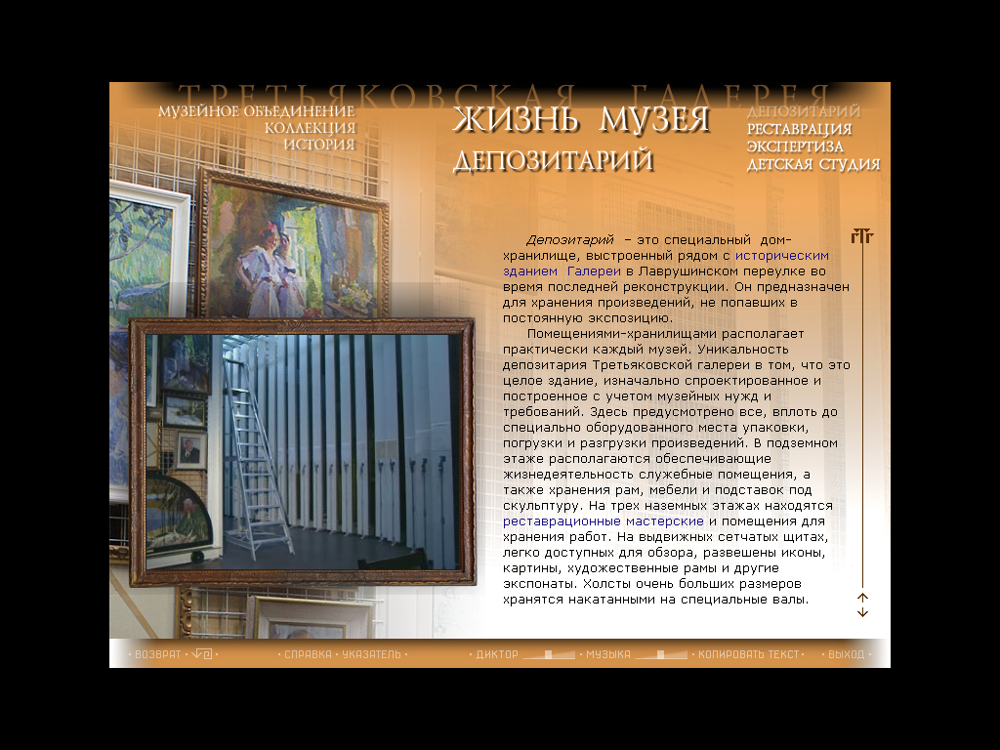 ТРЕТЬЯКОВСКАЯ ГАЛЕРЕЯ
МУЗЕЙНОЕ ОБЪЕДИНЕНИЕ
КОЛЛЕКЦИЯ
ИСТОРИЯ
ЖИЗНЬ МУЗЕЯ
ДЕПОЗИТАРИЙ
ДЕПОЗИТАРИЙ
РЕСТАВРАЦИЯ
ЭКСПЕРТИЗА
ДЕТСКАЯ СТУДИЯ
Депозитарий – это специальный дом-
хранилище, выстроенный рядом с историческим
зданием Галереи в Лаврушинском переулке во
время последней реконструкции. Он предназначен
для хранения произведений, не попавших в
постоянную экспозицию.
Помещениями-хранилищами располагает
практически каждый музей. Уникальность
депозитария Третьяковской галереи в том, что это
целое здание, изначально спроектированное и
построенное с учетом музейных нужд и
требований. Здесь предусмотрено все, вплоть до
специально оборудованного места упаковки,
погрузки и разгрузки произведений. В подземном
этаже располагаются обеспечивающие
жизнедеятельность служебные помещения, а
также хранения рам, мебели и подставок под
скульптуру. На трех наземных этажах находятся
реставрационные мастерские и помещения для
хранения работ. На выдвижных сетчатых щитах,
легко доступных для обзора, развешены иконы,
картины, художественные рамы и другие
экспонаты. Холсты очень больших размеров
хранятся накатанными на специальные валы.
· ВОЗВРАТ · · СПРАВКА · УКАЗАТЕЛЬ · · ДИКТОР · МУЗЫКА · КОПИРОВАТЬ ТЕКСТ · · ВЫХОД ·